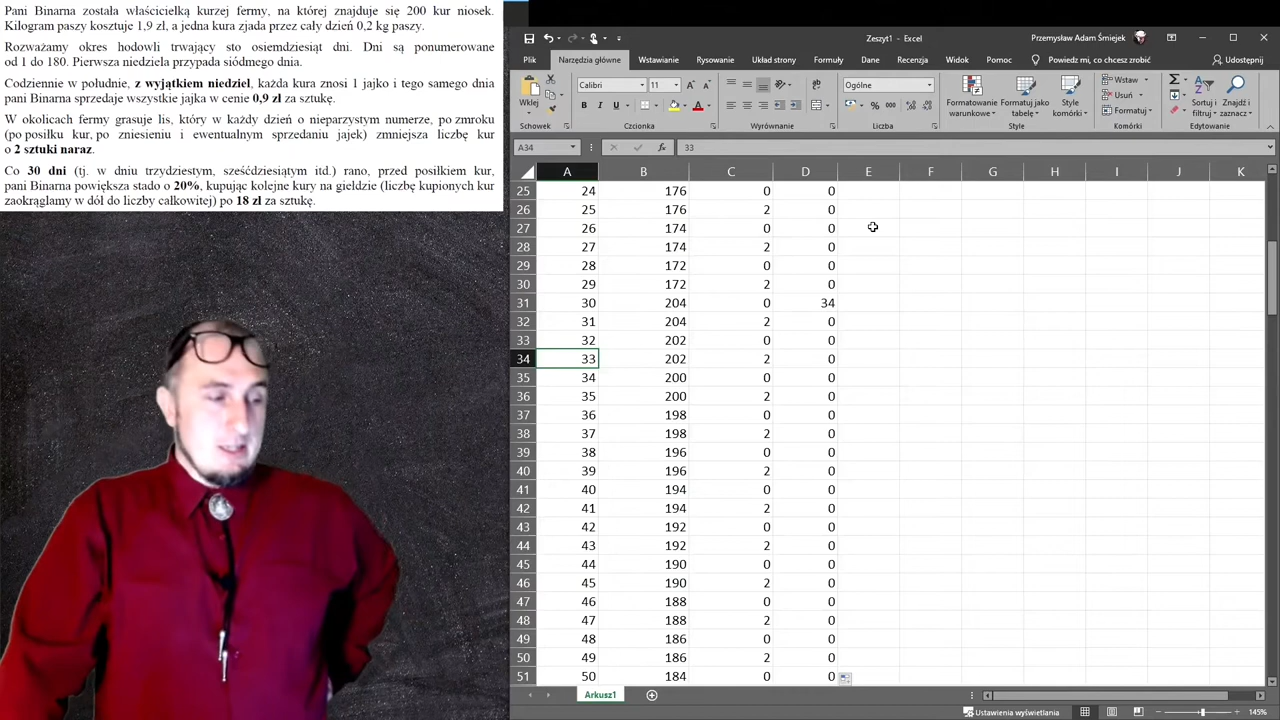 Pani Binarna została właścicielką kurzej fermy, na której znajduje się 200 kur niosek.
Kilogram paszy kosztuje 1,9 zł, a jedna kura zjada przez cały dzień 0,2 kg paszy.
Rozważamy okres hodowli trwający sto osiemdziesiąt dni. Dni są ponumerowane
od 1 do 180. Pierwsza niedziela przypada siódmego dnia.
Codziennie w południe, z wyjątkiem niedziel, każda kura znosi 1 jajko i tego samego dnia
pani Binarna sprzedaje wszystkie jajka w cenie 0,9 zł za sztukę.
W okolicach fermy grasuje lis, który w każdy dzień o nieparzystym numerze, po zmroku
(po posiłku kur, po zniesieniu i ewentualnym sprzedaniu jajek) zmniejsza liczbę kur
o 2 sztuki naraz.
Co 30 dni (tj. w dniu trzydziestym, sześćdziesiątym itd.) rano, przed posiłkiem kur,
pani Binarna powiększa stado o 20%, kupując kolejne kury na giełdzie (liczbę kupionych kur
zaokrąglamy w dół do liczby całkowitej) po 18 zł za sztukę.
Zeszyt1 - Excel
Przemysław Adam Śmiejek
Plik Narzędzia główne Wstawianie Rysowanie Układ strony Formuły Dane Recenzja Widok Pomoc Powiedz mi, co chcesz zrobić Udostępnij
Wklej
Calibri 11
Ogólne
Formatowanie warunkowe
Formatuj jako tabelę
Style komórki
Wstaw
Usuń
Formatuj
Sortuj i filtruj
Znajdź i zaznacz
Schowek Czcionka Wyrównanie Liczba Style Komórki Edytowanie
A34 fx 33
A B C D E F G H I J K
25 24 176 0 0
26 25 176 2 0
27 26 174 0 0
28 27 174 2 0
29 28 172 0 0
30 29 172 2 0
31 30 204 0 34
32 31 204 2 0
33 32 202 0 0
34 33 202 2 0
35 34 200 0 0
36 35 200 2 0
37 36 198 0 0
38 37 198 2 0
39 38 196 0 0
40 39 196 2 0
41 40 194 0 0
42 41 194 2 0
43 42 192 0 0
44 43 192 2 0
45 44 190 0 0
46 45 190 2 0
47 46 188 0 0
48 47 188 2 0
49 48 186 0 0
50 49 186 2 0
51 50 184 0 0
Arkusz1
Ustawienia wyświetlania 145%